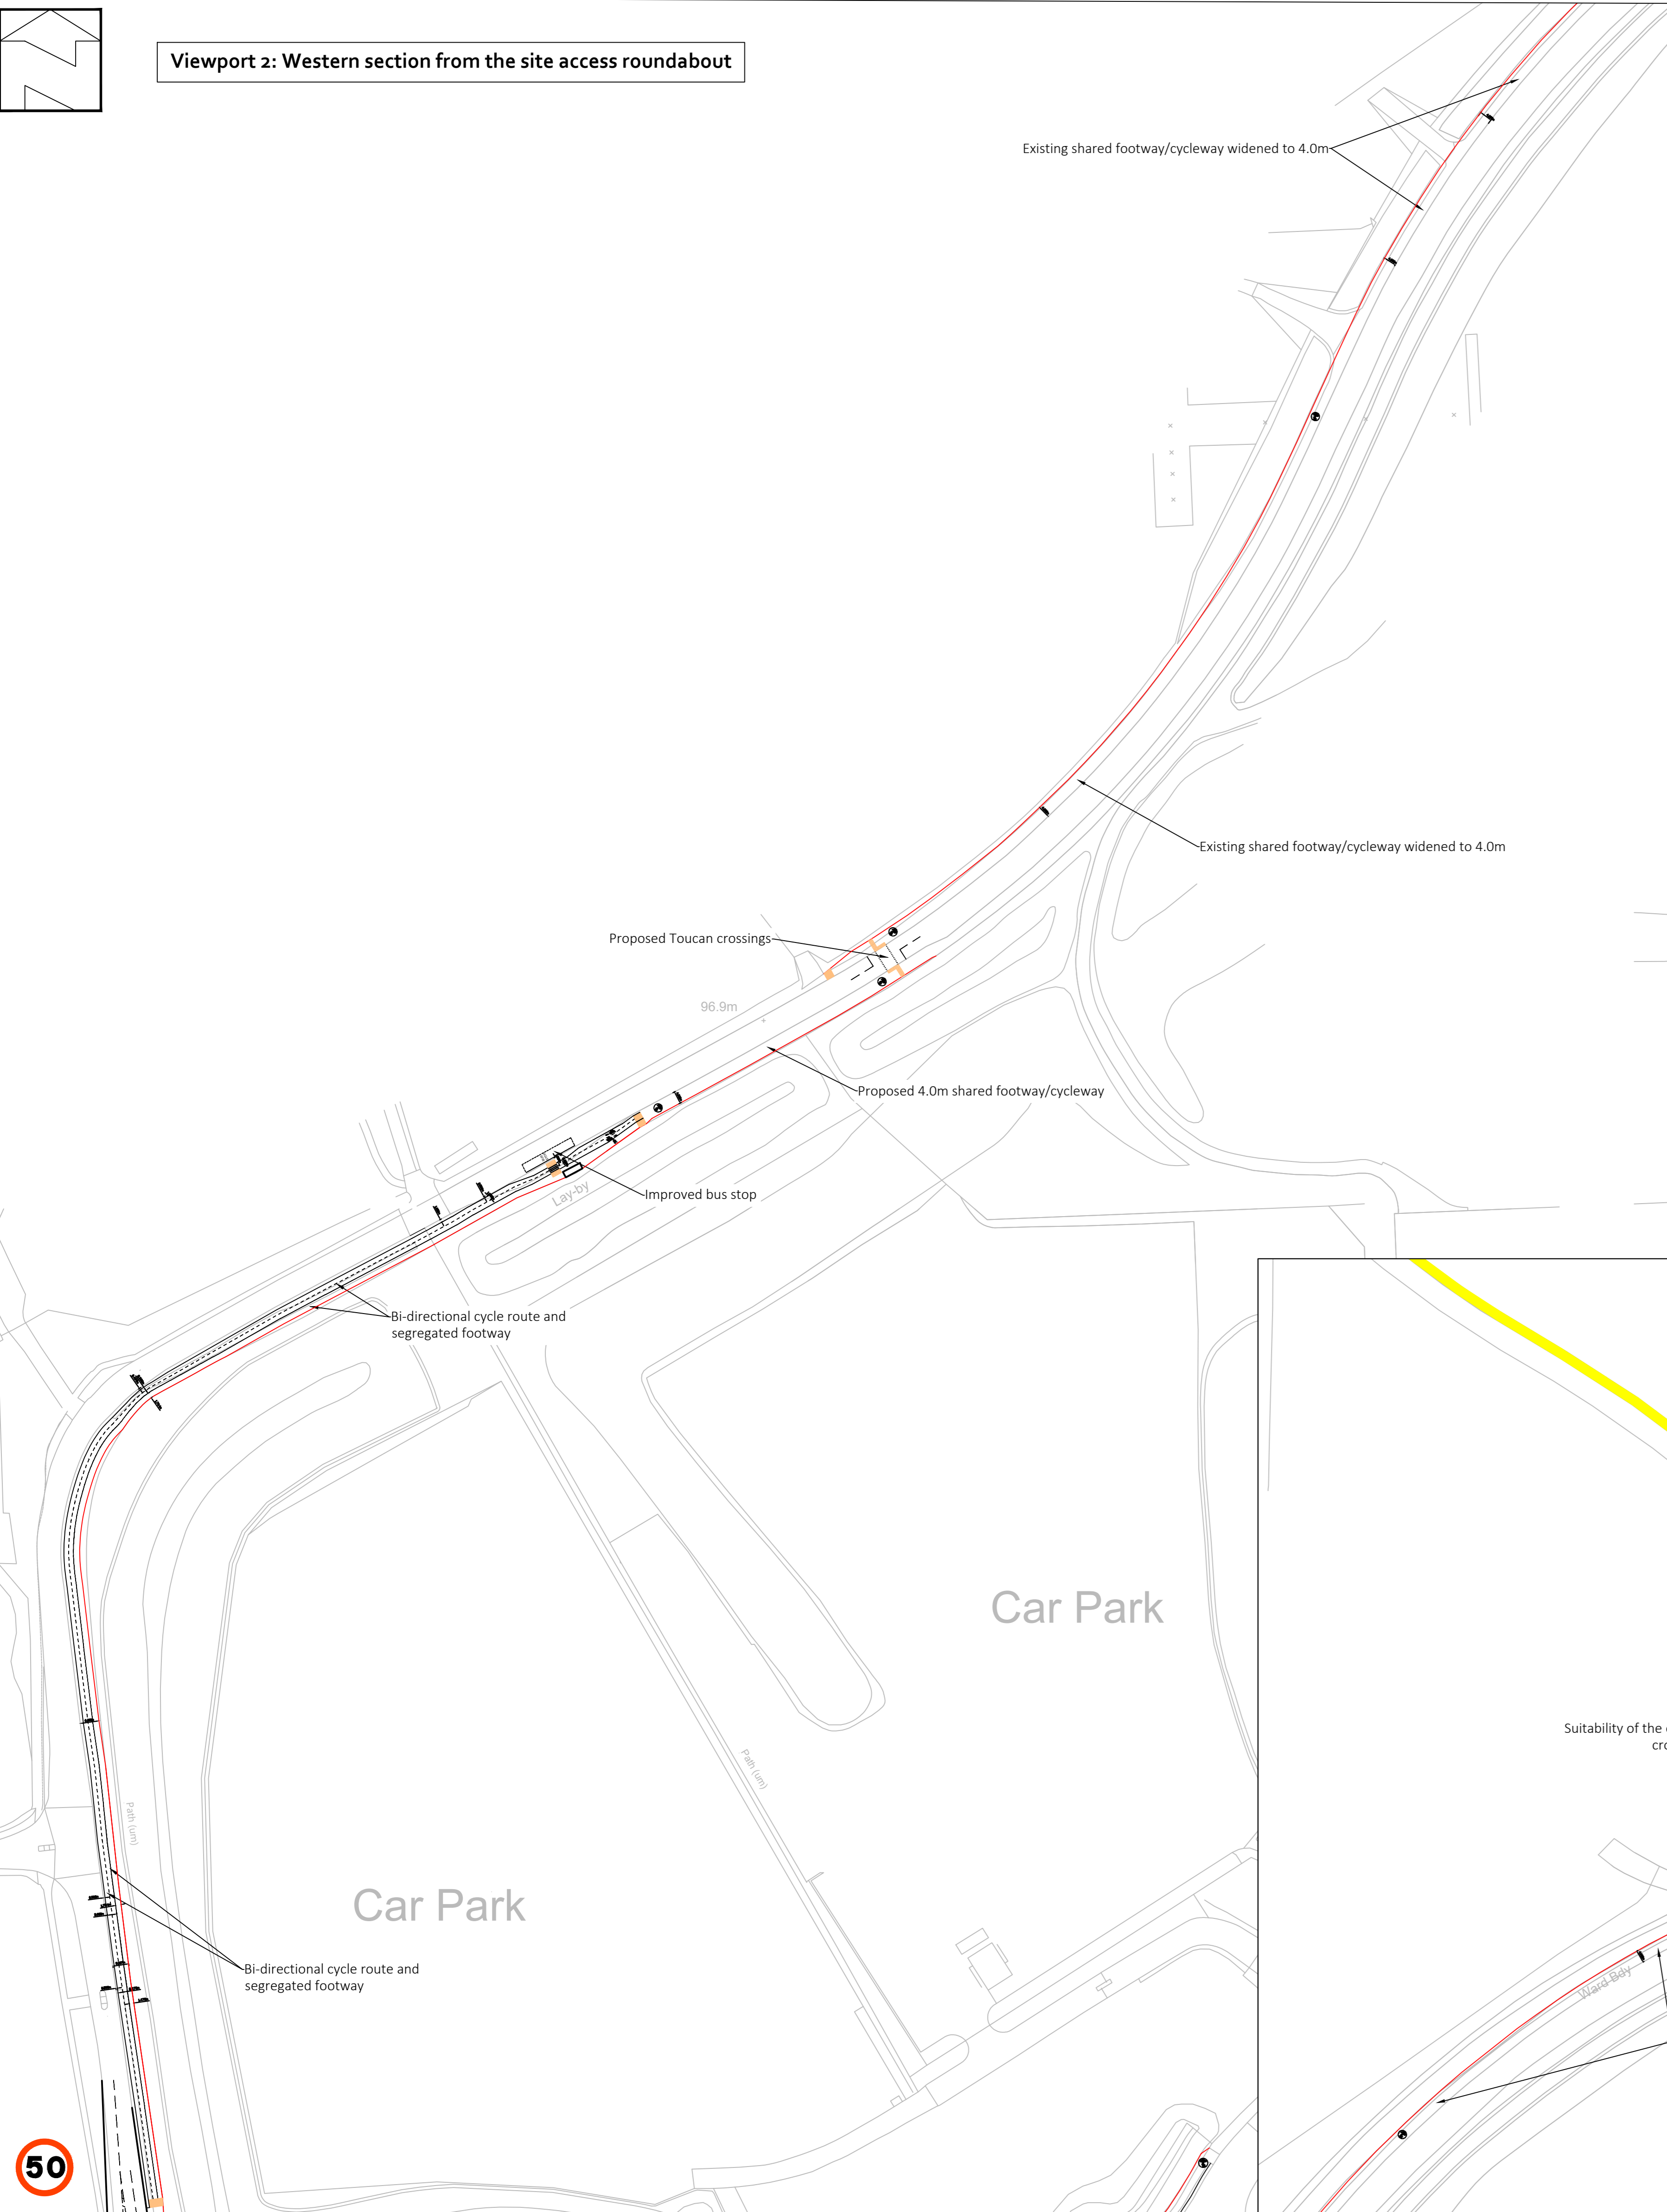 Viewport 2: Western section from the site access roundabout
Existing shared footway/cycleway widened to 4.0m
Existing shared footway/cycleway widened to 4.0m
Proposed Toucan crossings
96.9m
Proposed 4.0m shared footway/cycleway
Improved bus stop
Lay-by
Bi-directional cycle route and
segregated footway
Car Park
Suitability of the
Path (um)
Path (um)
Car Park
Bi-directional cycle route and
segregated footway
Ward Bdy
50